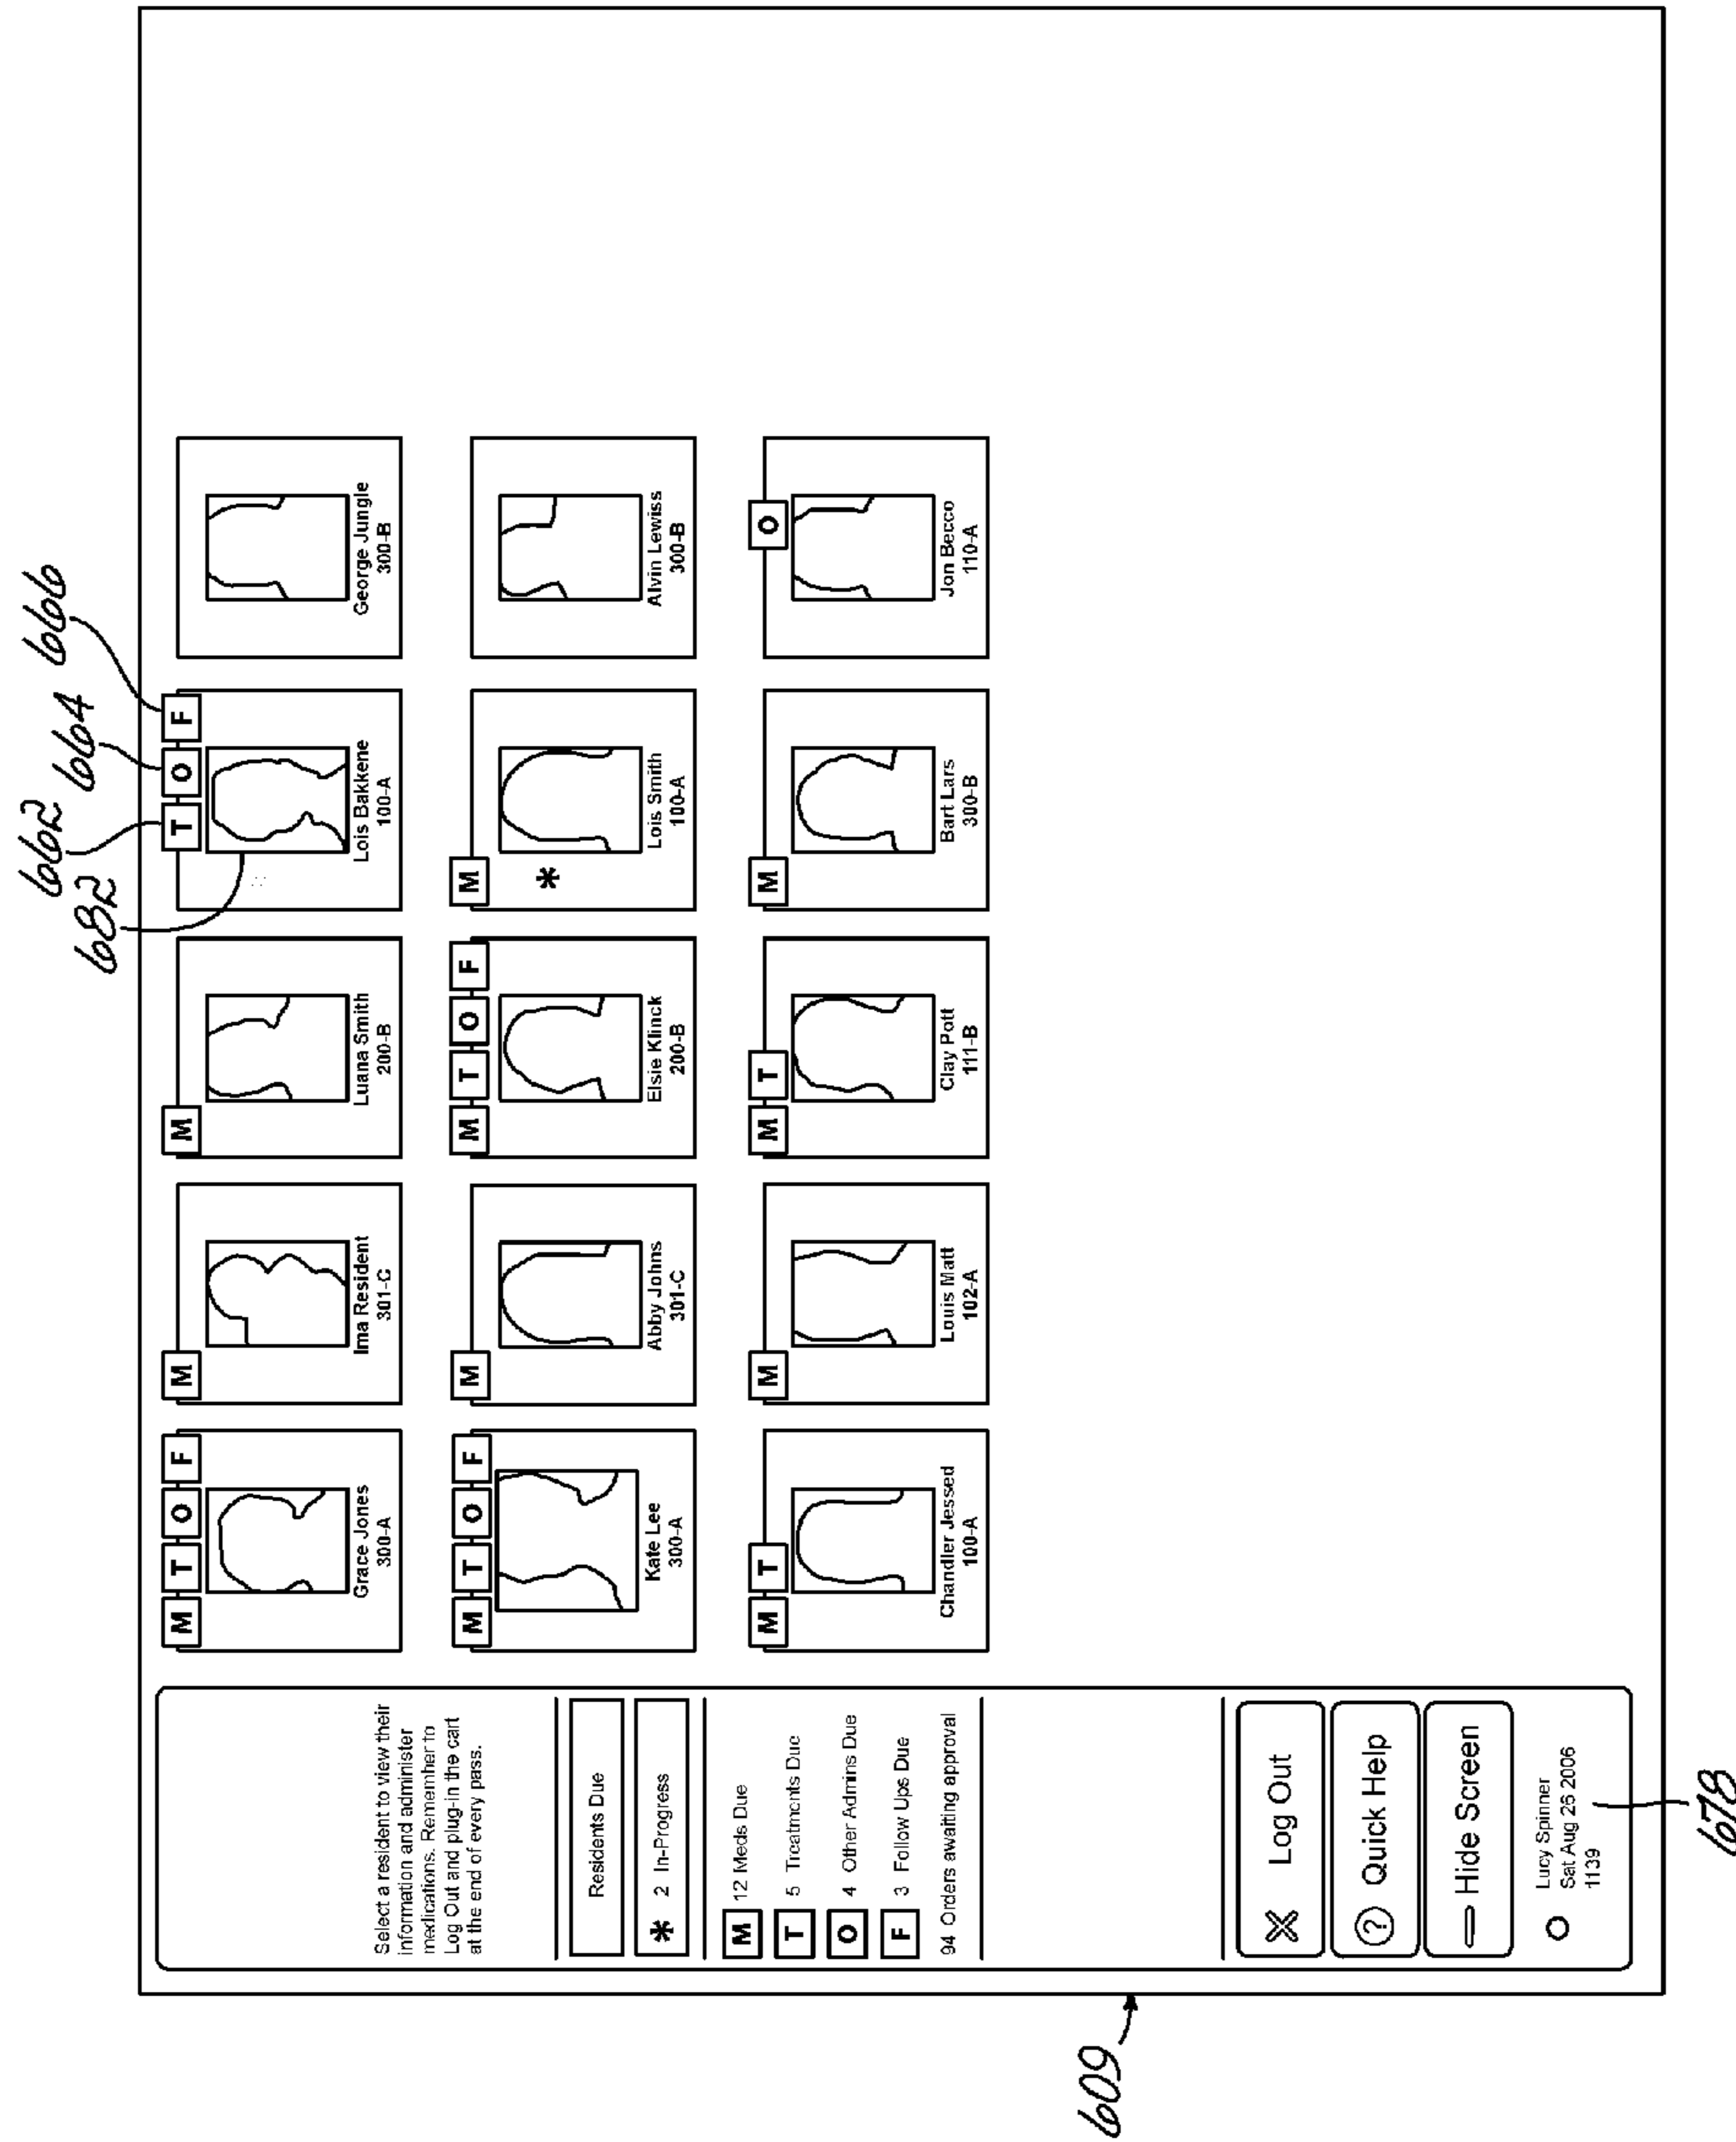 662 664 666
682
Select a resident to view their
information and administer
medications. Remember to
Log Out and plug-in the cart
at the end of every pass.
Residents Due
* 2 In-Progress
M 12 Meds Due
T 5 Treatments Due
O 4 Other Admins Due
F 3 Follow Ups Due
94 Orders awaiting approval
Log Out
? Quick Help
Hide Screen
Lucy Spinner
Sat Aug 26 2006
1139
M T O F
Grace Jones
300-A
M
Ima Resident
301-C
M
Luana Smith
200-B
T O F
Lois Bakkene
100-A
George Jungle
300-B
M T O F
Kate Lee
300-A
M
Abby Johns
301-C
M T O F
Elsie Klinck
200-B
M
*
Lois Smith
100-A
Alvin Lewiss
300-B
M T
Chandler Jessed
100-A
M
Louis Matt
102-A
M T
Clay Pott
111-B
M
Bart Lars
300-B
O
Jon Becco
110-A
609
678